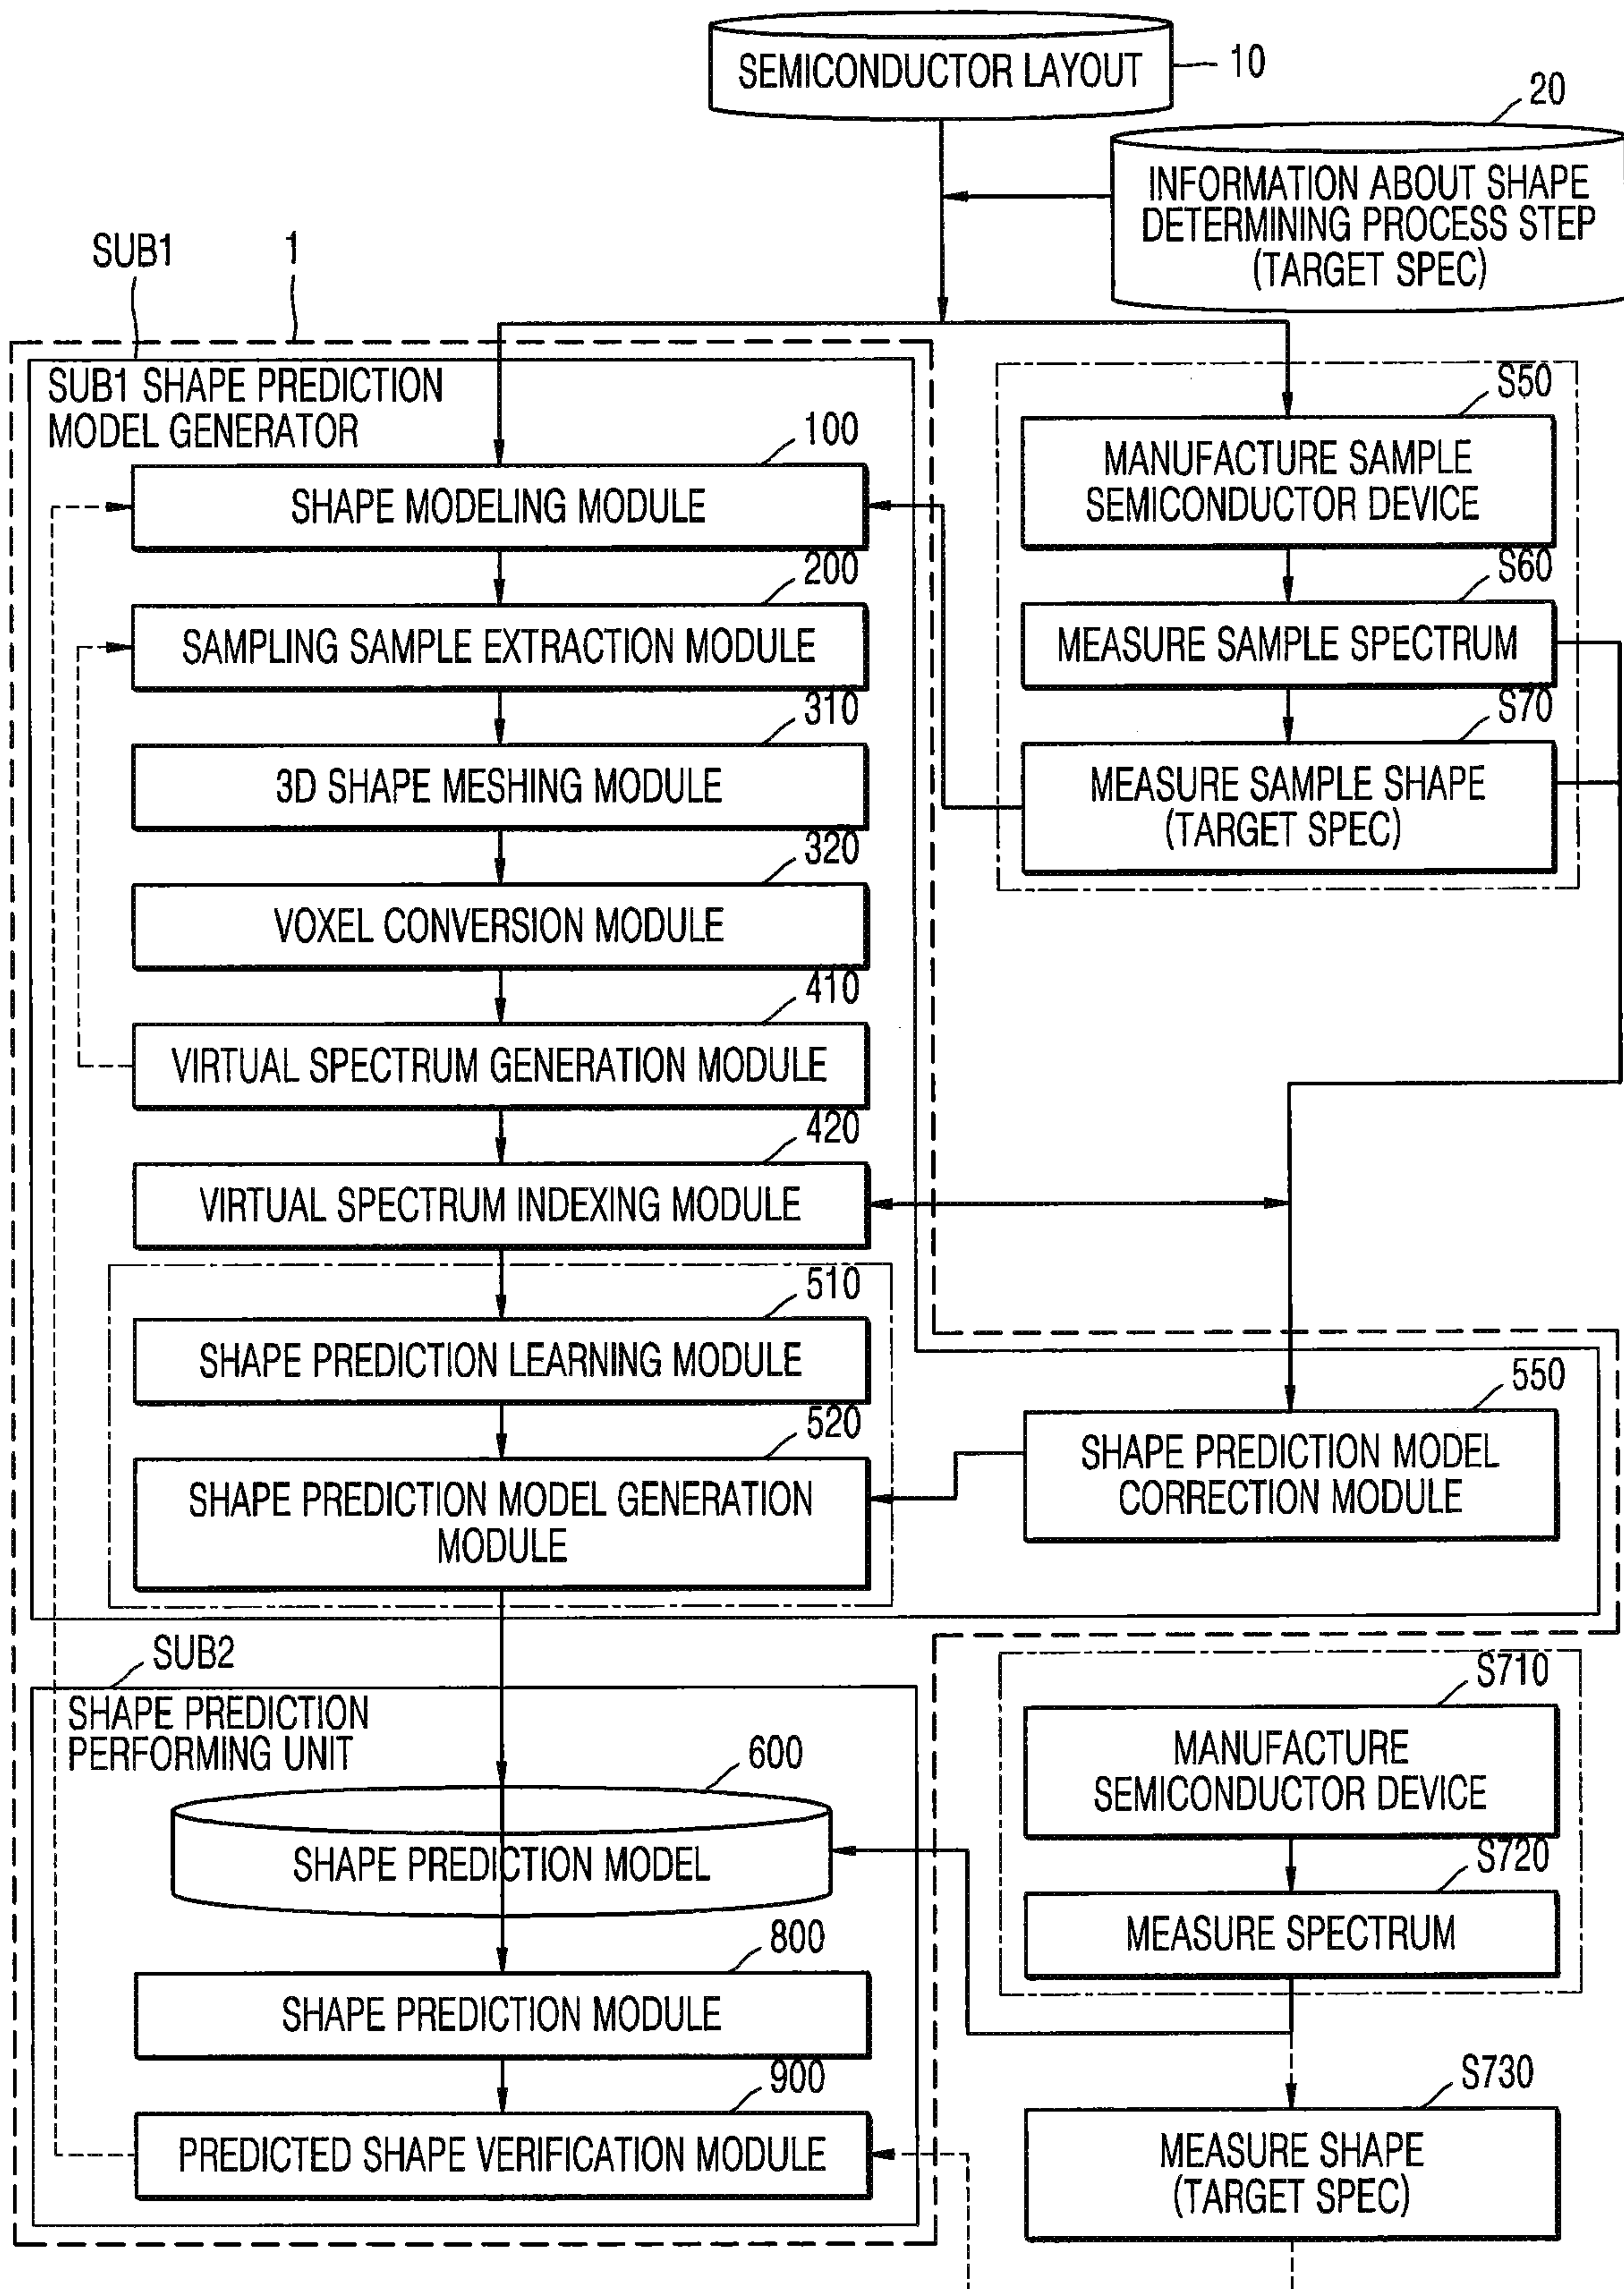 SEMICONDUCTOR LAYOUT
10
20
INFORMATION ABOUT SHAPE
DETERMINING PROCESS STEP
(TARGET SPEC)
SUB1
1
SUB1 SHAPE PREDICTION
MODEL GENERATOR
100
SHAPE MODELING MODULE
200
SAMPLING SAMPLE EXTRACTION MODULE
310
3D SHAPE MESHING MODULE
320
VOXEL CONVERSION MODULE
410
VIRTUAL SPECTRUM GENERATION MODULE
420
VIRTUAL SPECTRUM INDEXING MODULE
510
SHAPE PREDICTION LEARNING MODULE
520
SHAPE PREDICTION MODEL GENERATION
MODULE
S50
MANUFACTURE SAMPLE
SEMICONDUCTOR DEVICE
S60
MEASURE SAMPLE SPECTRUM
S70
MEASURE SAMPLE SHAPE
(TARGET SPEC)
550
SHAPE PREDICTION MODEL
CORRECTION MODULE
SUB2
SHAPE PREDICTION
PERFORMING UNIT
600
SHAPE PREDICTION MODEL
800
SHAPE PREDICTION MODULE
900
PREDICTED SHAPE VERIFICATION MODULE
S710
MANUFACTURE
SEMICONDUCTOR DEVICE
S720
MEASURE SPECTRUM
S730
MEASURE SHAPE
(TARGET SPEC)